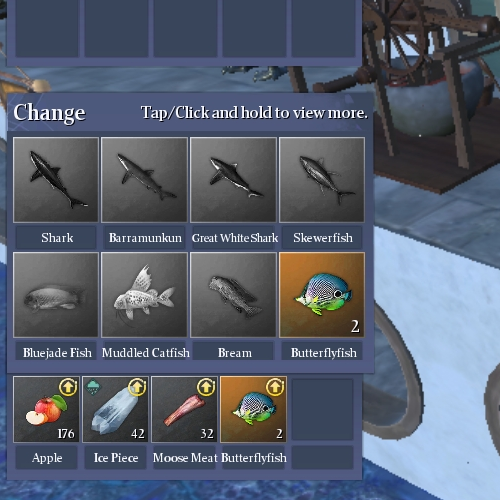 Change
Tap/Click and hold to view more.
Shark
Barramunkun
Great White Shark
Skewerfish
2
Bluejade Fish
Muddled Catfish
Bream
Butterflyfish
176
42
32
2
Apple
Ice Piece
Moose Meat
Butterflyfish